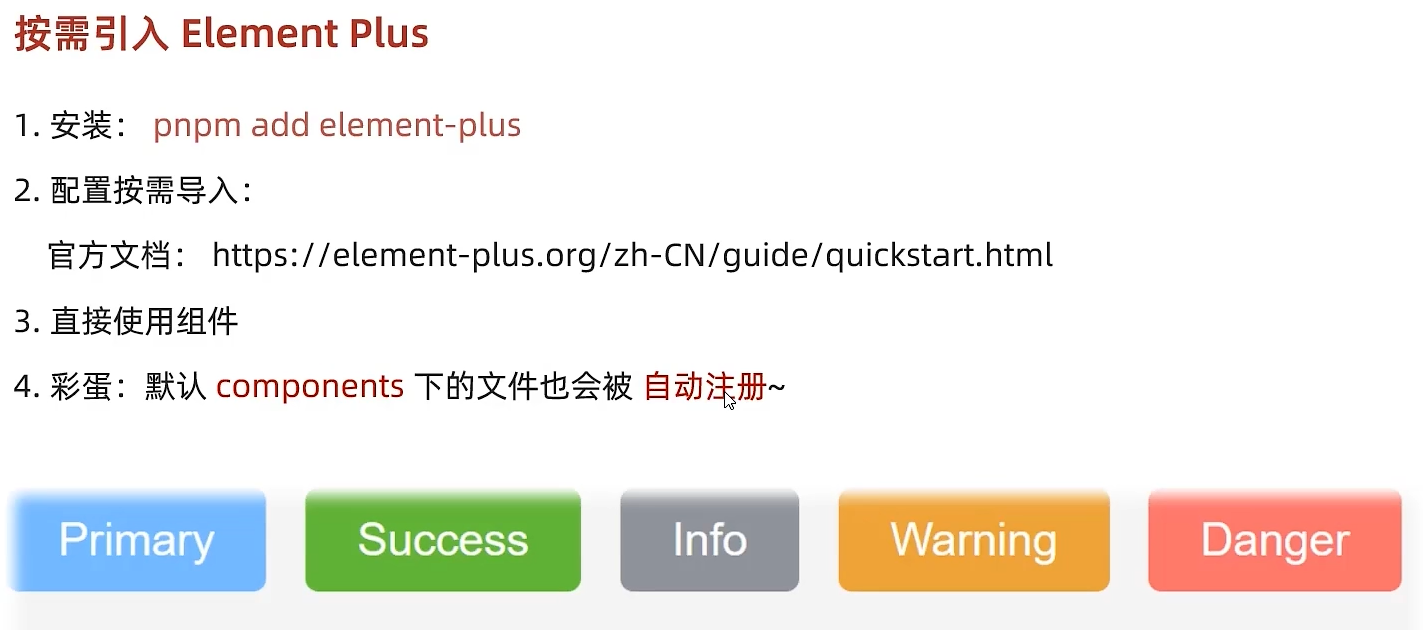 按需引入 Element Plus
1. 安装： pnpm add element-plus
2. 配置按需导入：
官方文档： https://element-plus.org/zh-CN/guide/quickstart.html
3. 直接使用组件
4. 彩蛋：默认 components 下的文件也会被 自动注册~
Primary Success Info Warning Danger